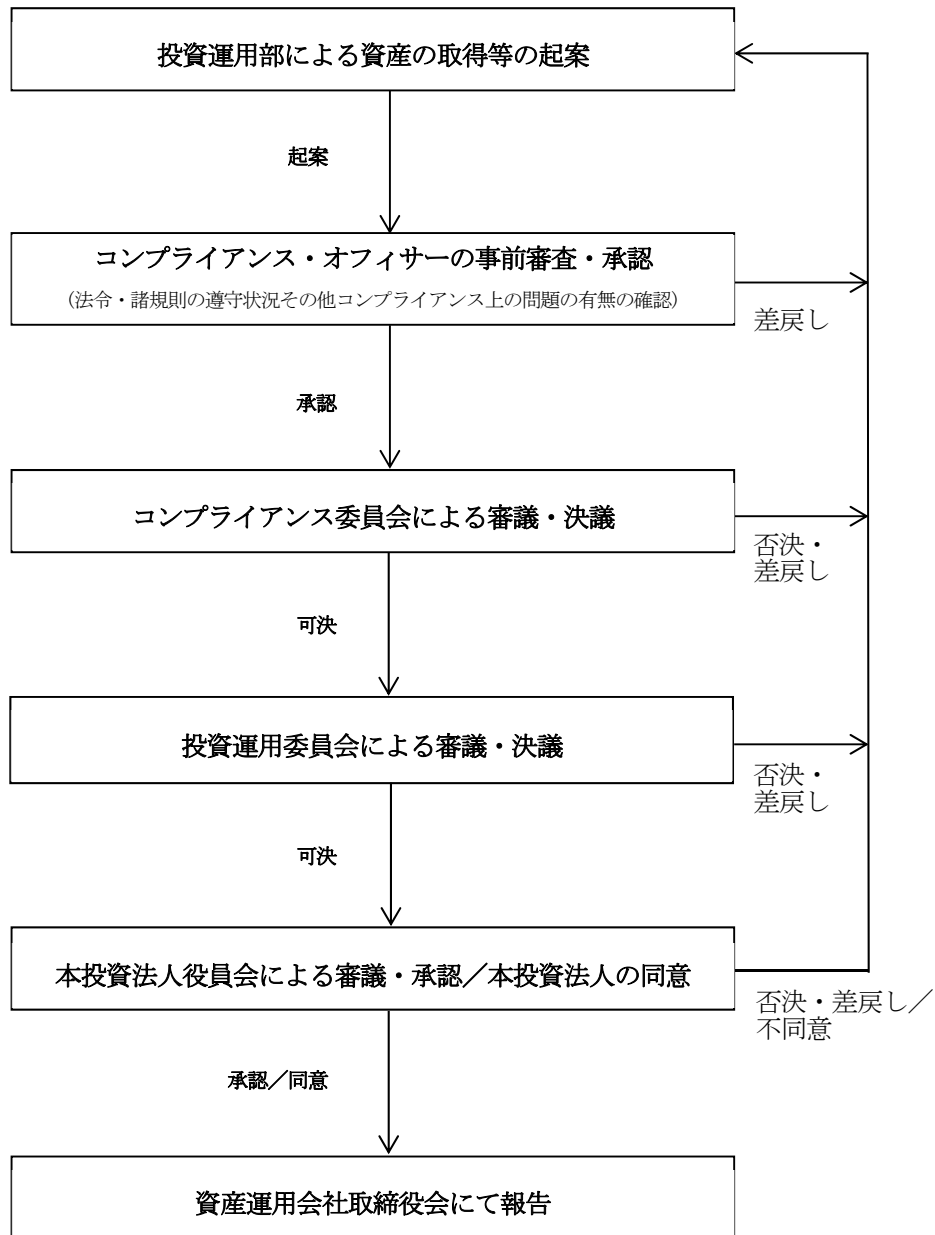 投資運用部による資産の取得等の起案
起案
コンプライアンス・オフィサーの事前審査・承認
(法令・諸規則の遵守状況その他コンプライアンス上の問題の有無の確認)
差戻し
承認
コンプライアンス委員会による審議・決議
否決・
差戻し
可決
投資運用委員会による審議・決議
否決・
差戻し
可決
本投資法人役員会による審議・承認／本投資法人の同意
否決・差戻し／
不同意
承認／同意
資産運用会社取締役会にて報告